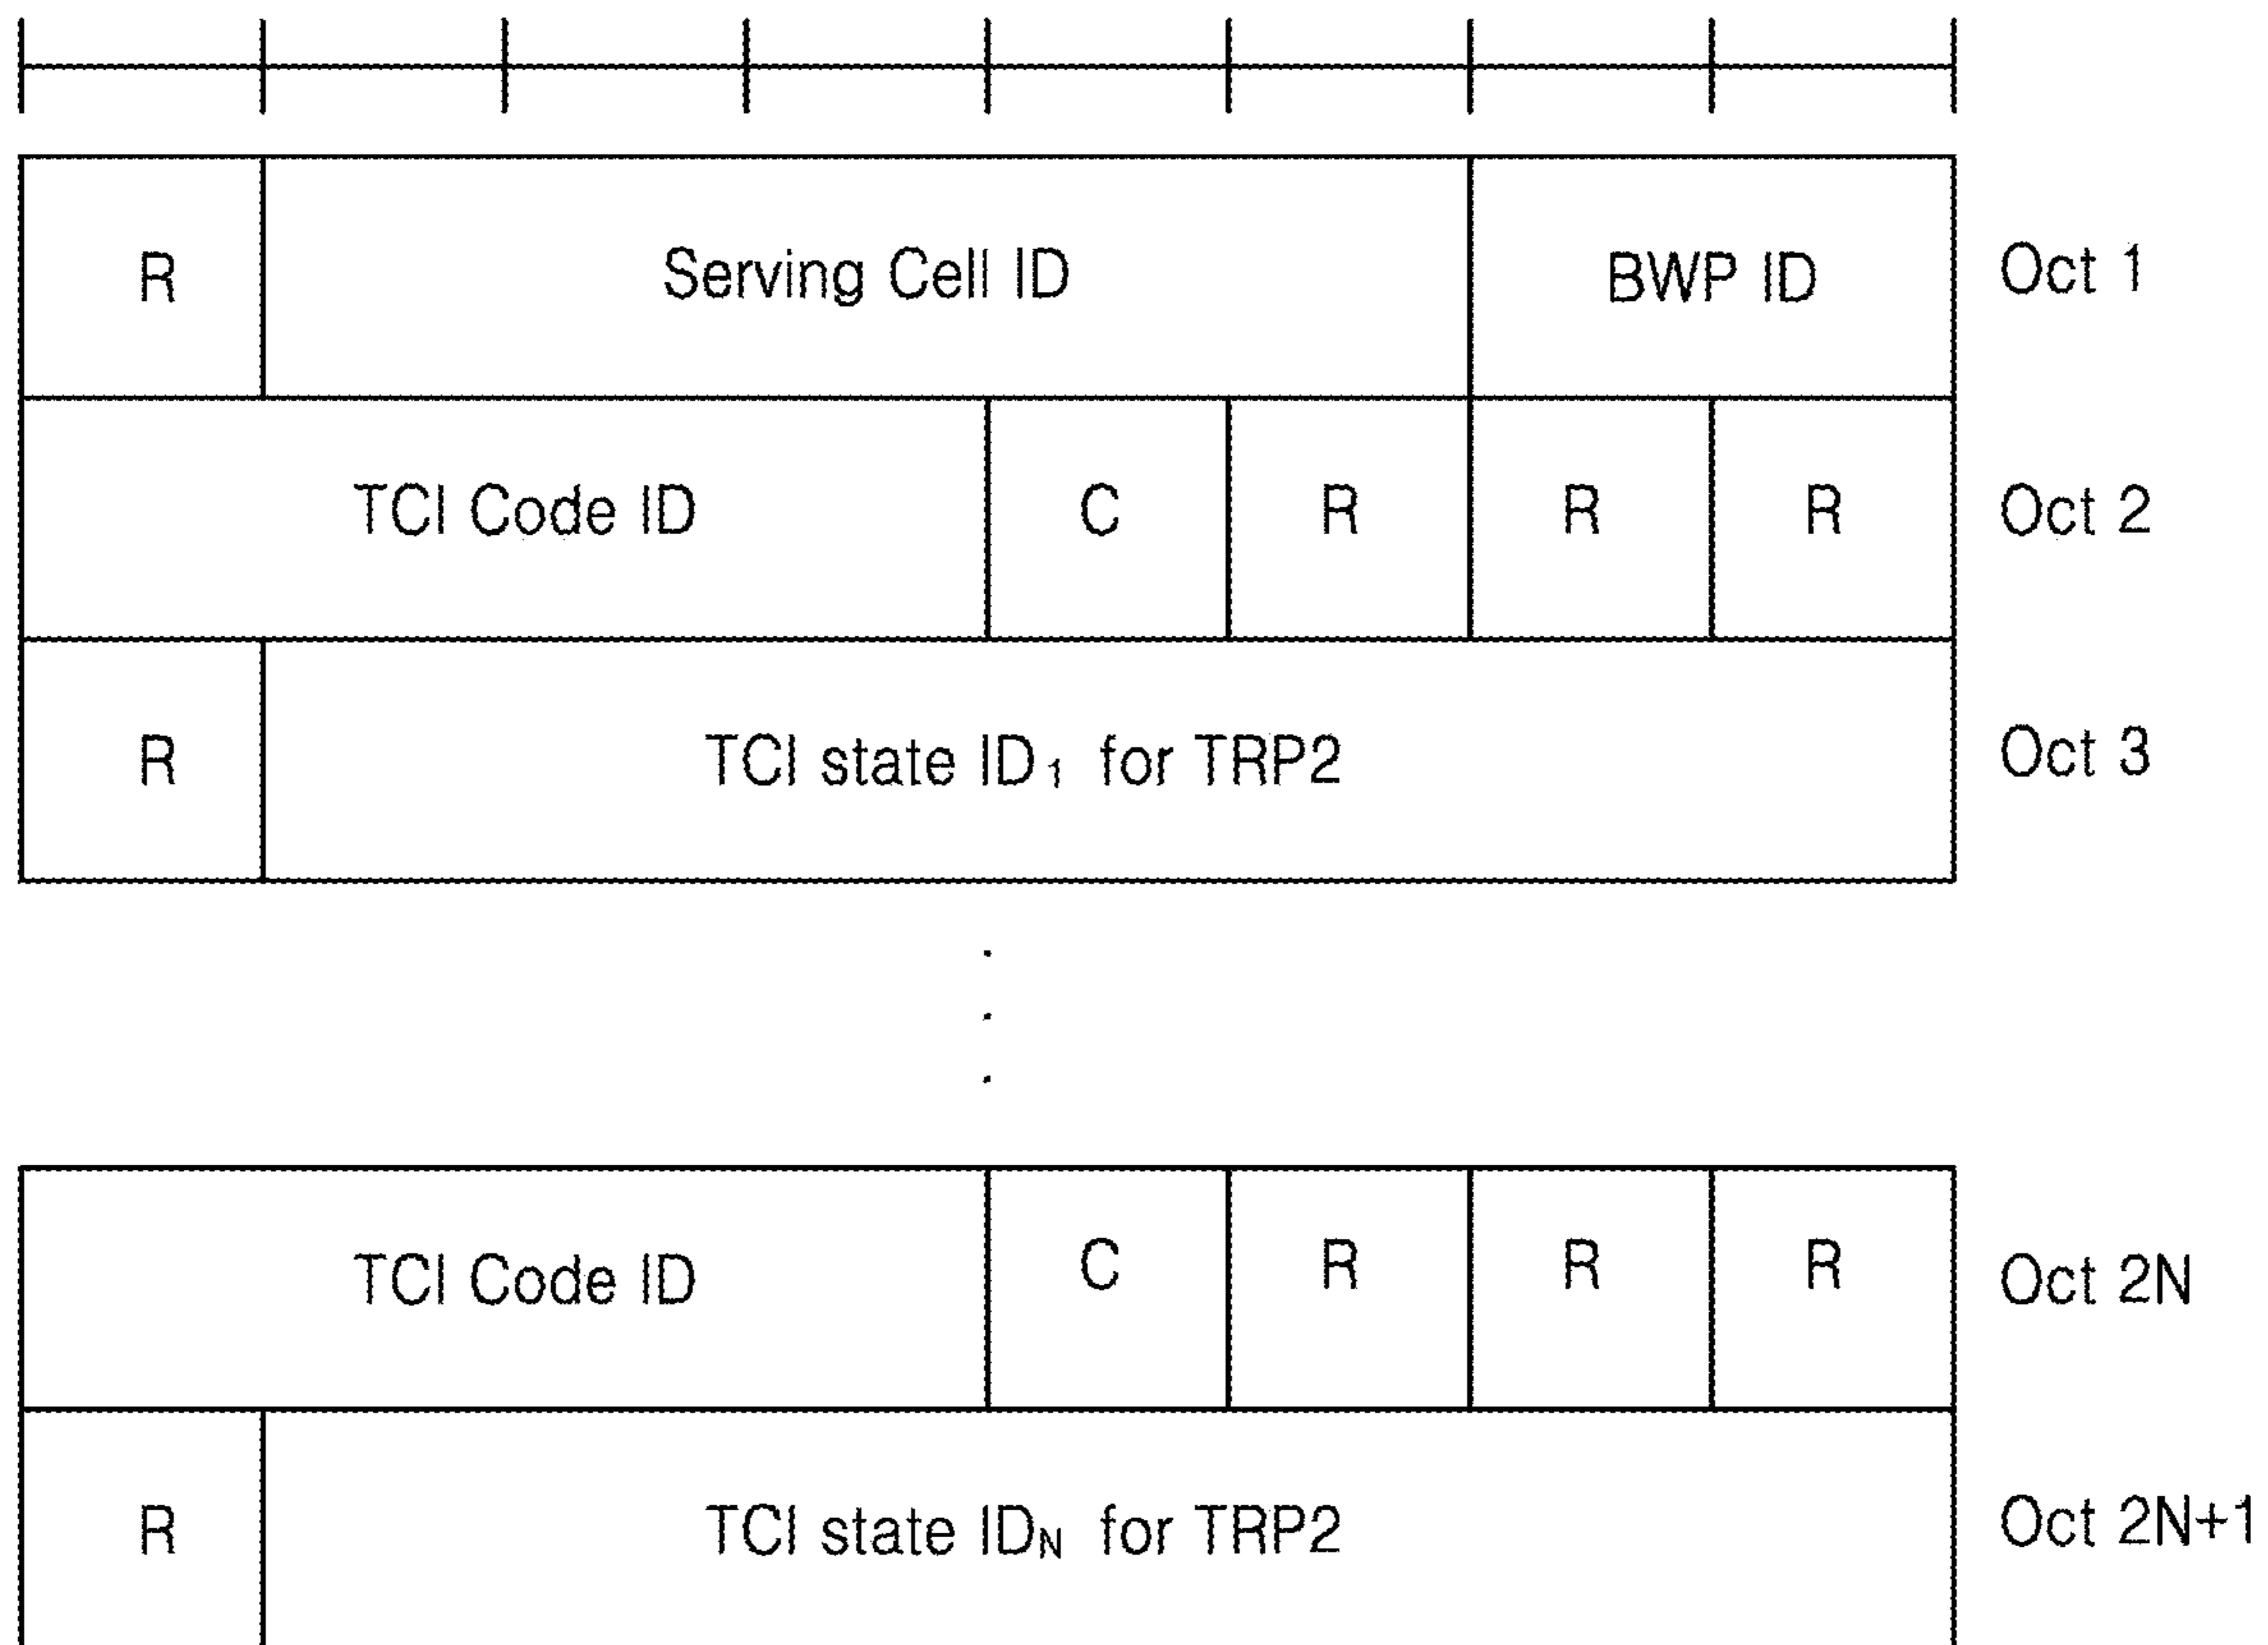 R Serving Cell ID BWP ID Oct 1
TCI Code ID C R R R Oct 2
R TCI state ID₁ for TRP2 Oct 3
TCI Code ID C R R R Oct 2N
R TCI state IDN for TRP2 Oct 2N+1